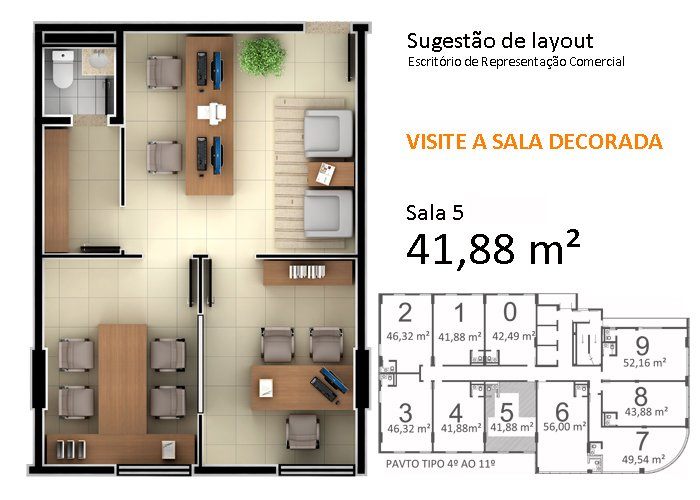 Sugestão de layout
Escritório de Representação Comercial
VISITE A SALA DECORADA
Sala 5
41,88 m²
2
46,32 m²
1
41,88 m²
0
42,49 m²
9
52,16 m²
3
46,32 m²
4
41,88m²
5
41,88 m²
6
56,00 m²
8
43,88 m²
7
49,54 m²
PAVTO TIPO 4º AO 11º